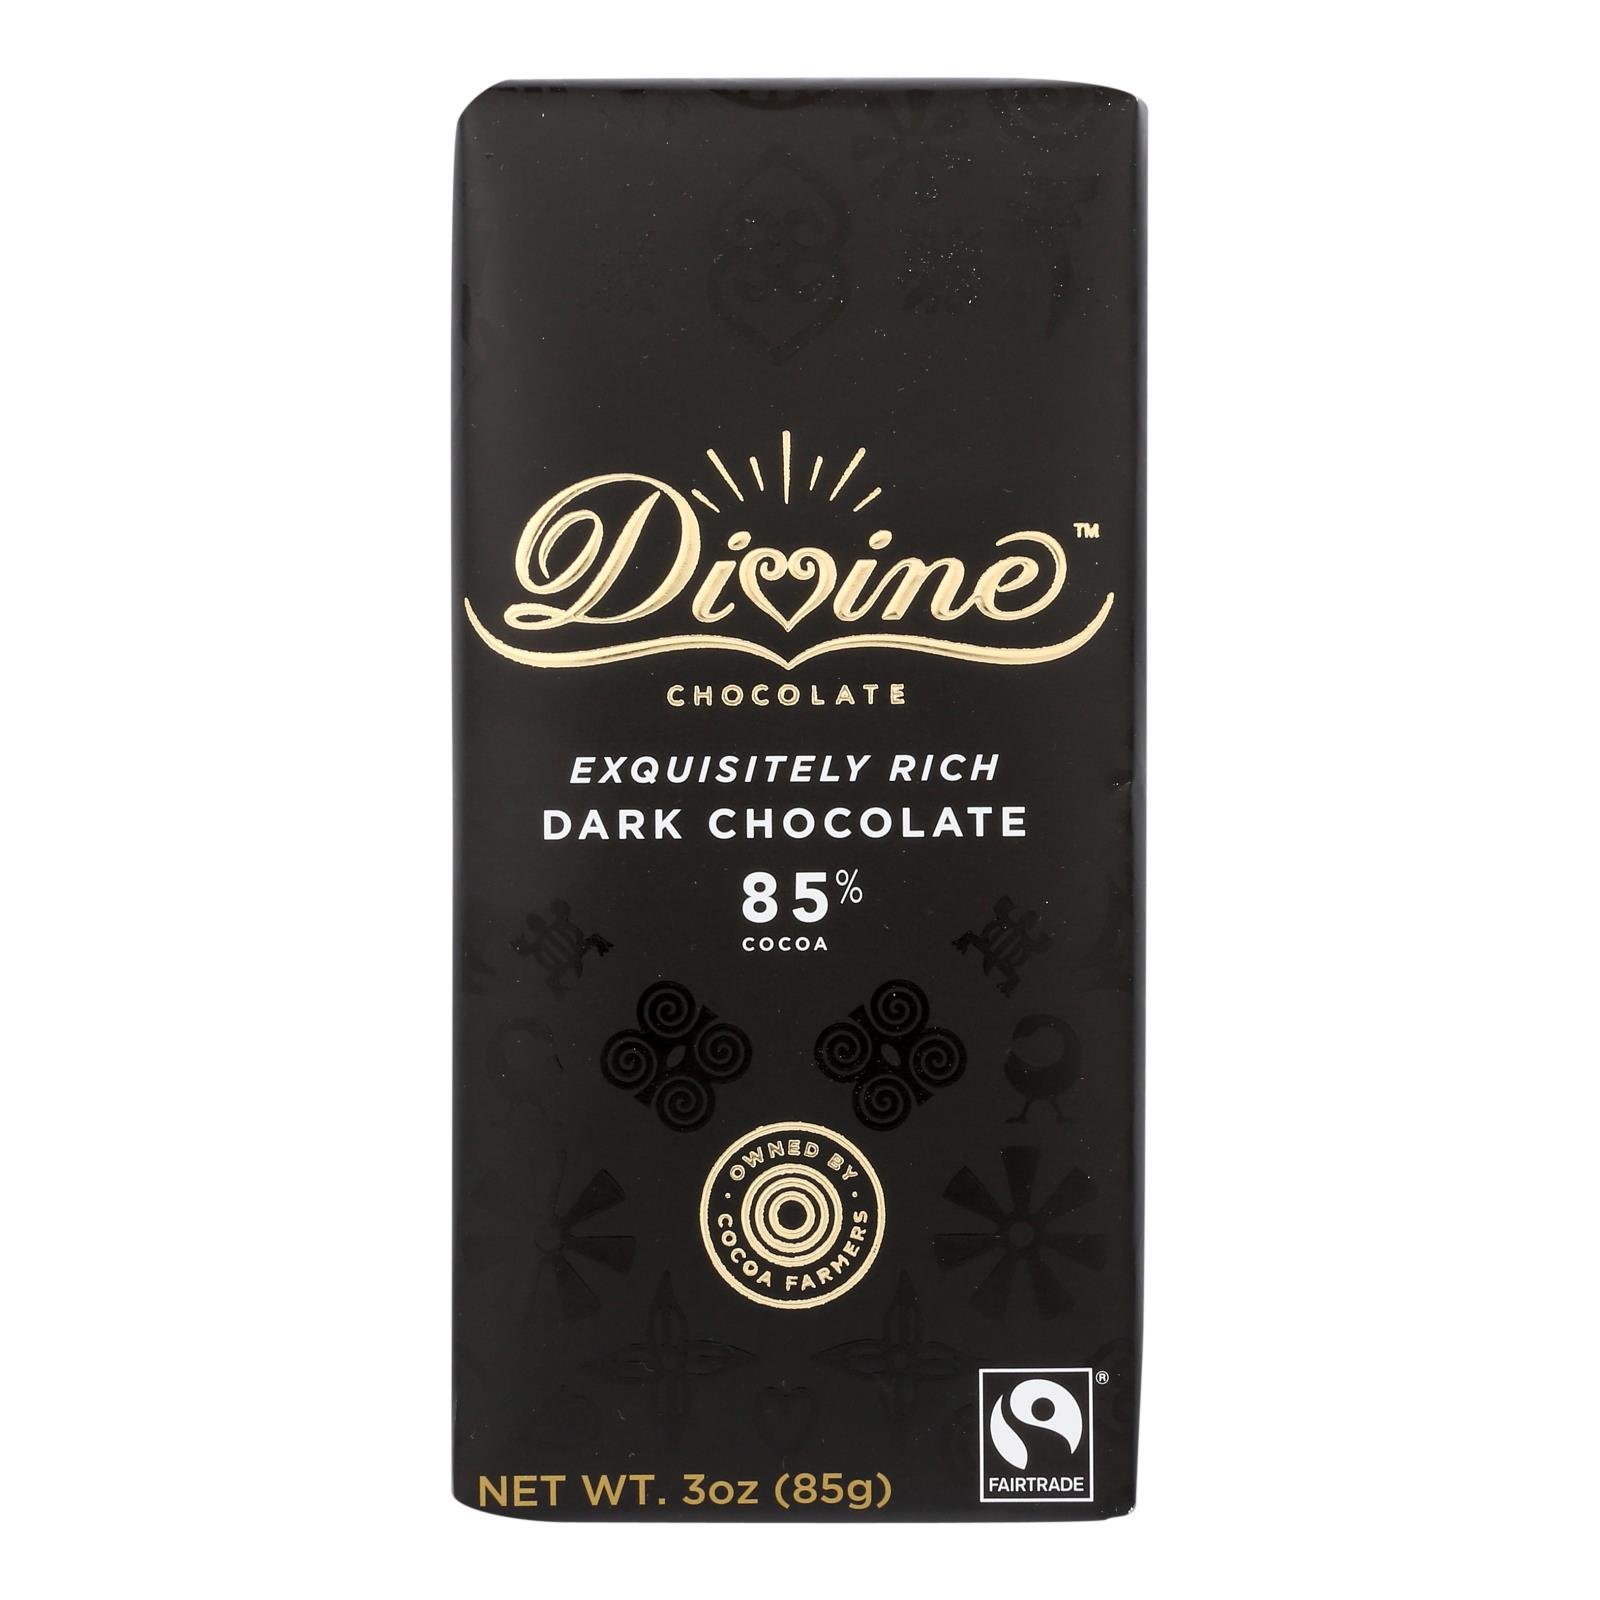 Divine™
CHOCOLATE
EXQUISITELY RICH
DARK CHOCOLATE
85%
COCOA
OWNED BY
· COCOA FARMERS ·
FAIRTRADE
®
NET WT. 3oz (85g)